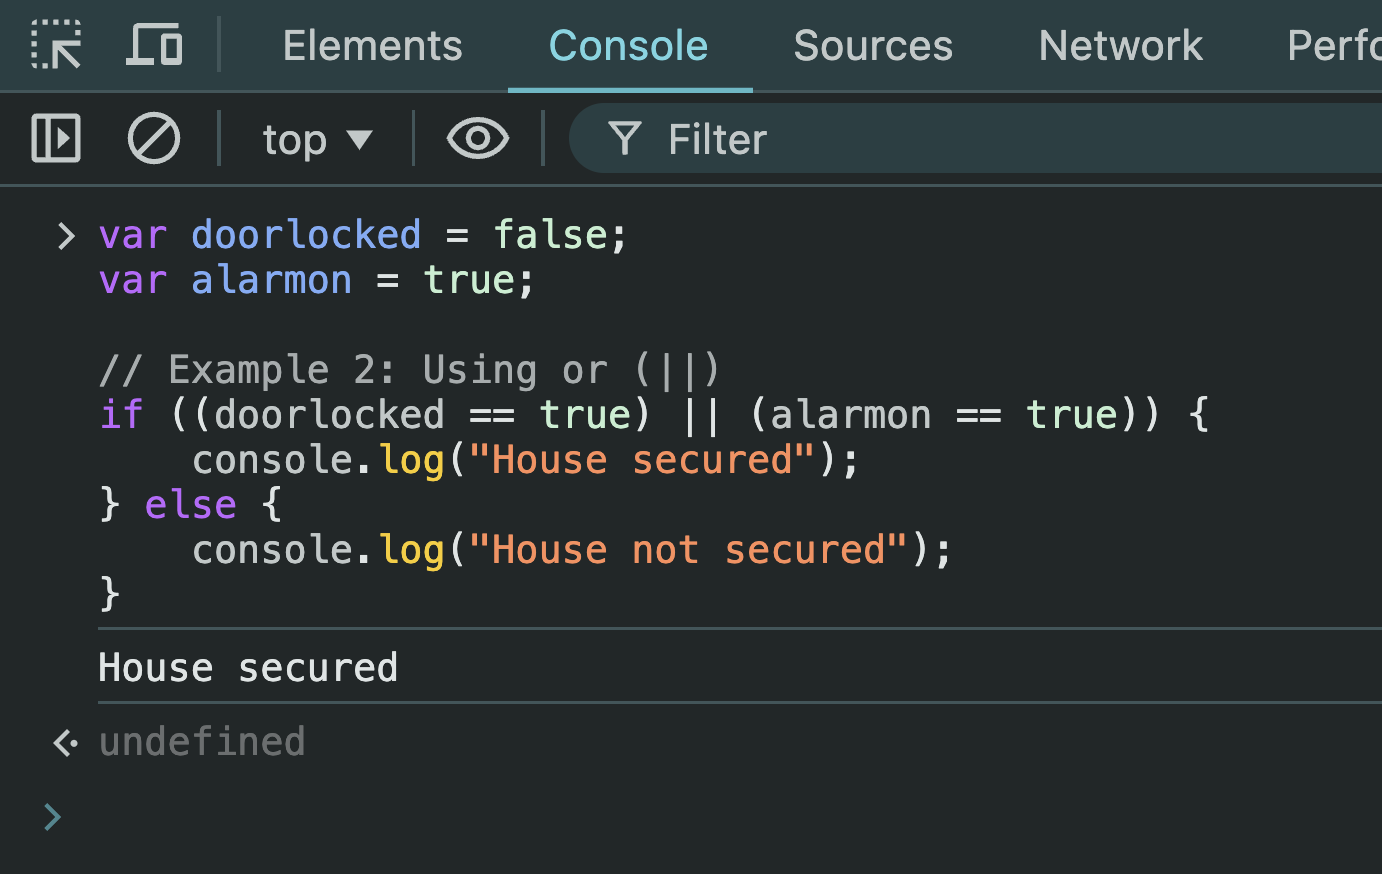 Elements Console Sources Network
top Filter
var doorlocked = false;
var alarmon = true;
// Example 2: Using or (||)
if ((doorlocked == true) || (alarmon == true)) {
    console.log("House secured");
} else {
    console.log("House not secured");
}
House secured
undefined